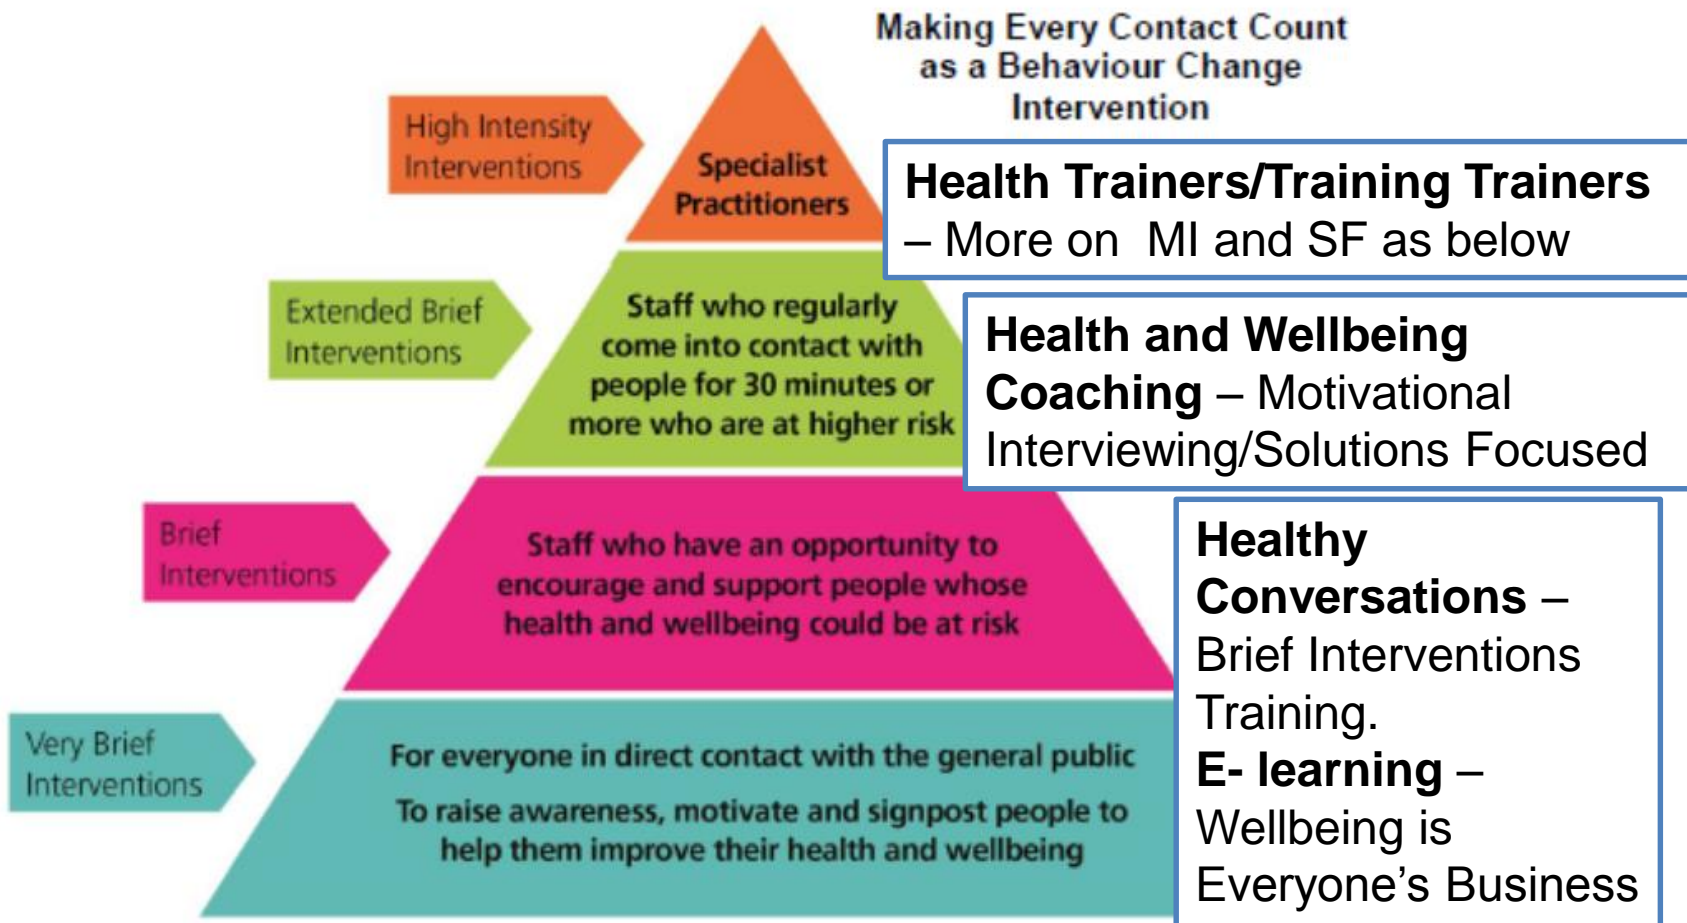 Making Every Contact Count
as a Behaviour Change
Intervention
High Intensity
Interventions
Specialist
Practitioners
Health Trainers/Training Trainers
– More on  MI and SF as below
Extended Brief
Interventions
Staff who regularly
come into contact with
people for 30 minutes or
more who are at higher risk
Health and Wellbeing
Coaching – Motivational
Interviewing/Solutions Focused
Brief
Interventions
Staff who have an opportunity to
encourage and support people whose
health and wellbeing could be at risk
Healthy
Conversations –
Brief Interventions
Training.
E- learning –
Wellbeing is
Everyone’s Business
Very Brief
Interventions
For everyone in direct contact with the general public
To raise awareness, motivate and signpost people to
help them improve their health and wellbeing